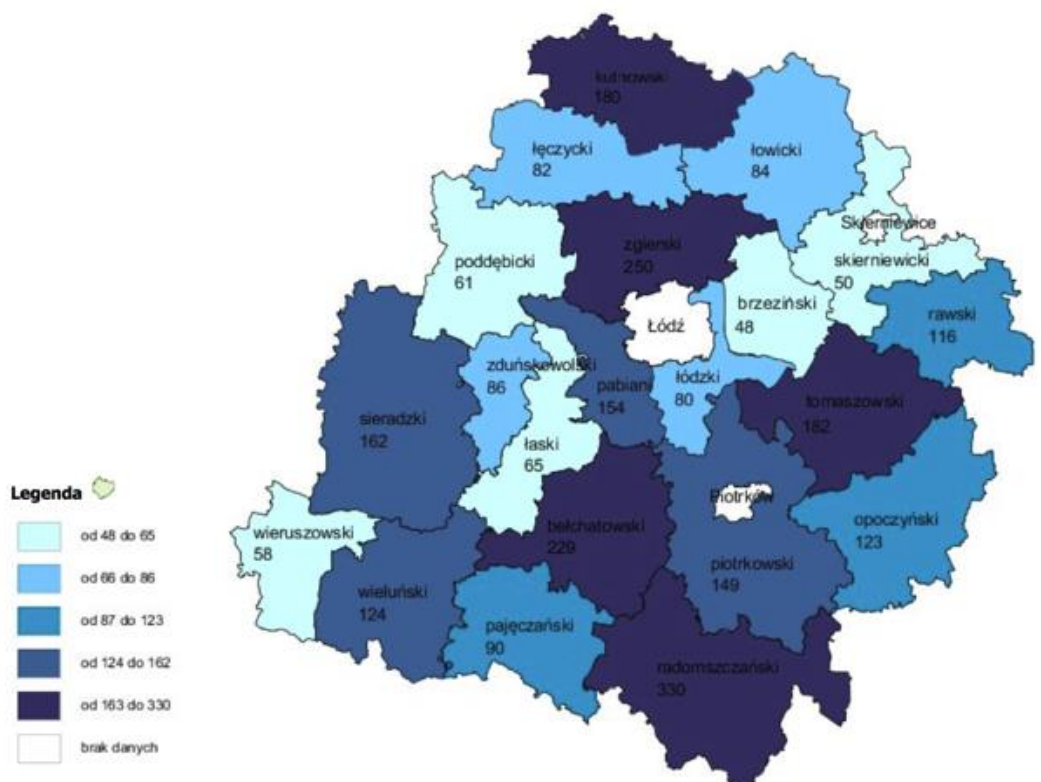 kutnowski
180
łęczycki
82
łowicki
84
Skierniewice
zgierski
250
poddębicki
61
skierniewicki
50
brzeziński
48
rawski
116
Łódź
zduńskowolski
86
pabiani
154
łódzki
80
tomaszowski
182
sieradzki
162
łaski
65
Piotrków
opoczyński
123
wieruszowski
58
bełchatowski
229
piotrkowski
149
wieluński
124
pajęczański
90
radomszczański
330
Legenda
od 48 do 65
od 66 do 86
od 87 do 123
od 124 do 162
od 163 do 330
brak danych